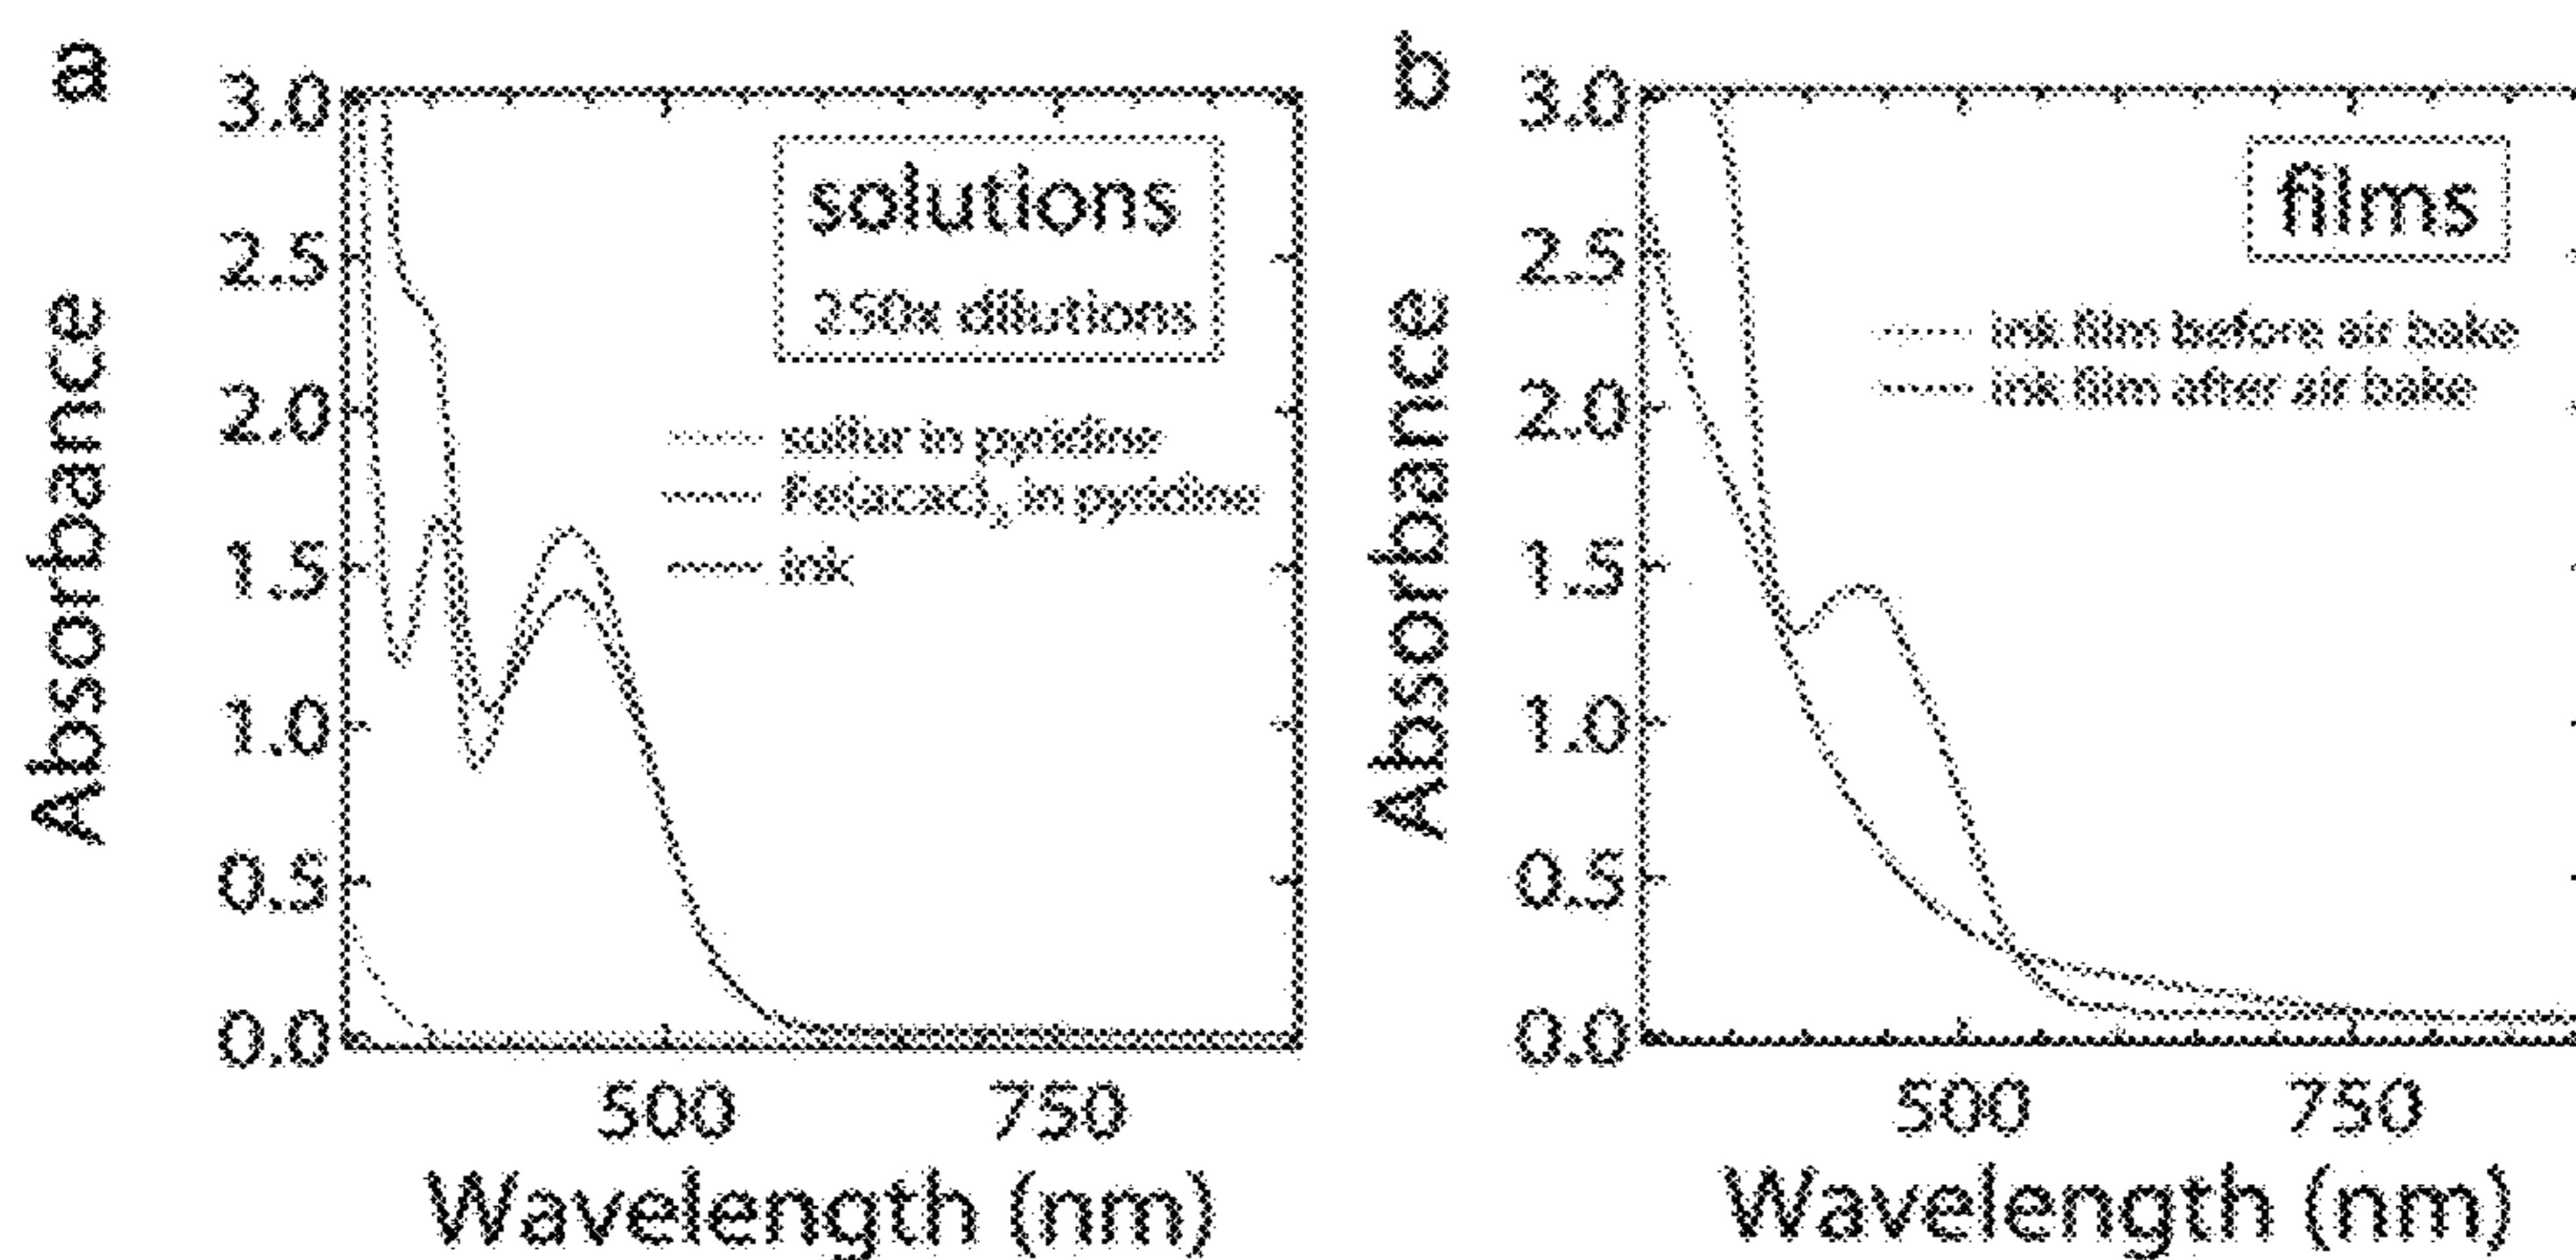 a
3.0
2.5
2.0
1.5
1.0
0.5
0.0
Absorbance
solutions
250x dilutions
sulfur in pyridine
Fe(acac)₃ in pyridine
ink
500 750
Wavelength (nm)
b
3.0
2.5
2.0
1.5
1.0
0.5
0.0
Absorbance
films
ink film before air bake
ink film after air bake
500 750
Wavelength (nm)